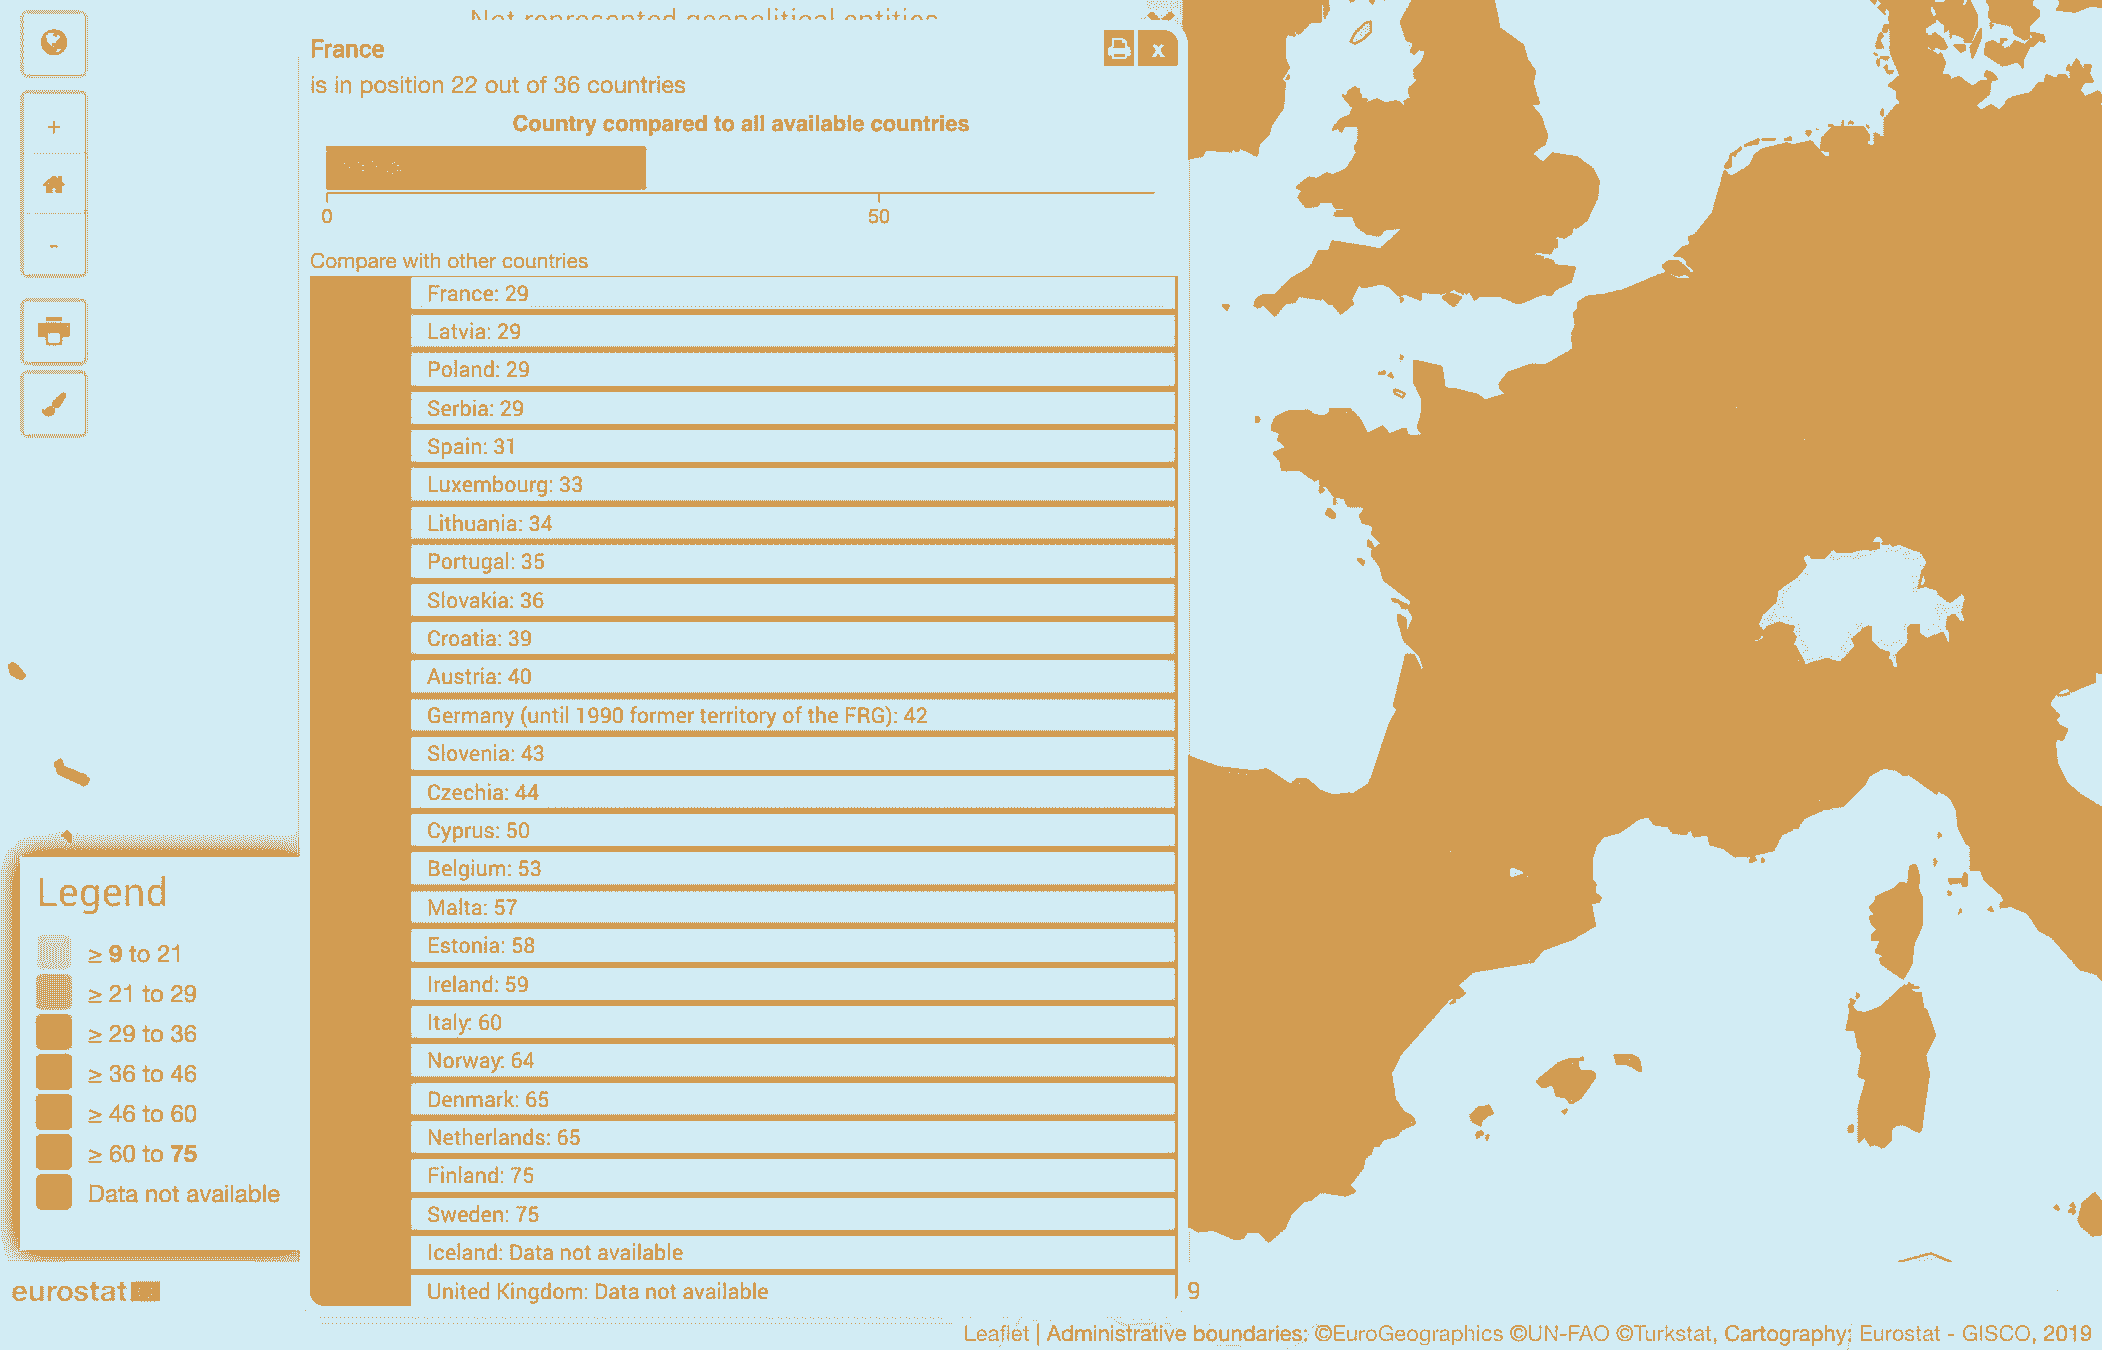 Not represented geopolitical entities
France
x
is in position 22 out of 36 countries
Country compared to all available countries
0
50
Compare with other countries
France: 29
Latvia: 29
Poland: 29
Serbia: 29
Spain: 31
Luxembourg: 33
Lithuania: 34
Portugal: 35
Slovakia: 36
Croatia: 39
Austria: 40
Germany (until 1990 former territory of the FRG): 42
Slovenia: 43
Czechia: 44
Cyprus: 50
Belgium: 53
Malta: 57
Estonia: 58
Ireland: 59
Italy: 60
Norway: 64
Denmark: 65
Netherlands: 65
Finland: 75
Sweden: 75
Iceland: Data not available
United Kingdom: Data not available
9
+
-
Legend
≥ 9 to 21
≥ 21 to 29
≥ 29 to 36
≥ 36 to 46
≥ 46 to 60
≥ 60 to 75
Data not available
eurostat
Leaflet | Administrative boundaries: ©EuroGeographics ©UN-FAO ©Turkstat, Cartography: Eurostat - GISCO, 2019